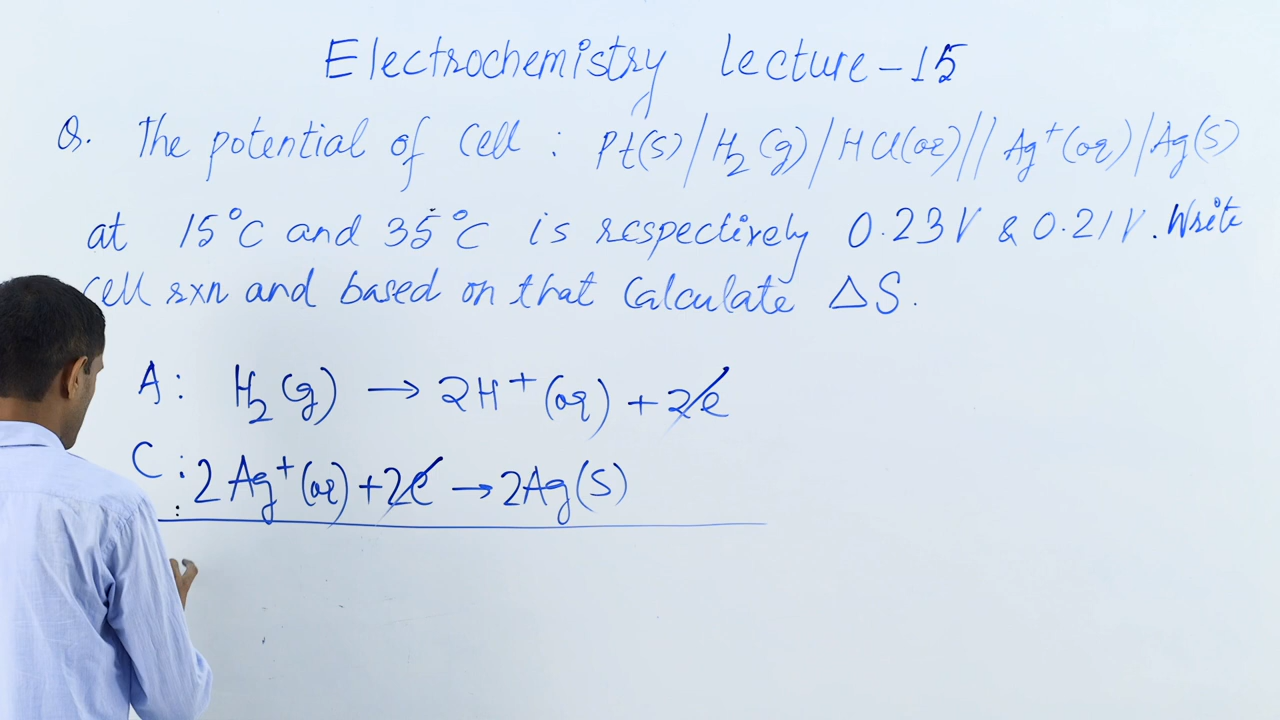 Electrochemistry lecture-15
Q. The potential of cell : Pt(s)/H₂(g)/HCl(aq)//Ag⁺(aq)/Ag(s)
at 15°C and 35°C is respectively 0.23V & 0.21V. Write
cell rxn and based on that Calculate ΔS.
A: H₂(g) → 2H⁺(aq) + 2e
C: 2Ag⁺(aq) + 2e → 2Ag(s)